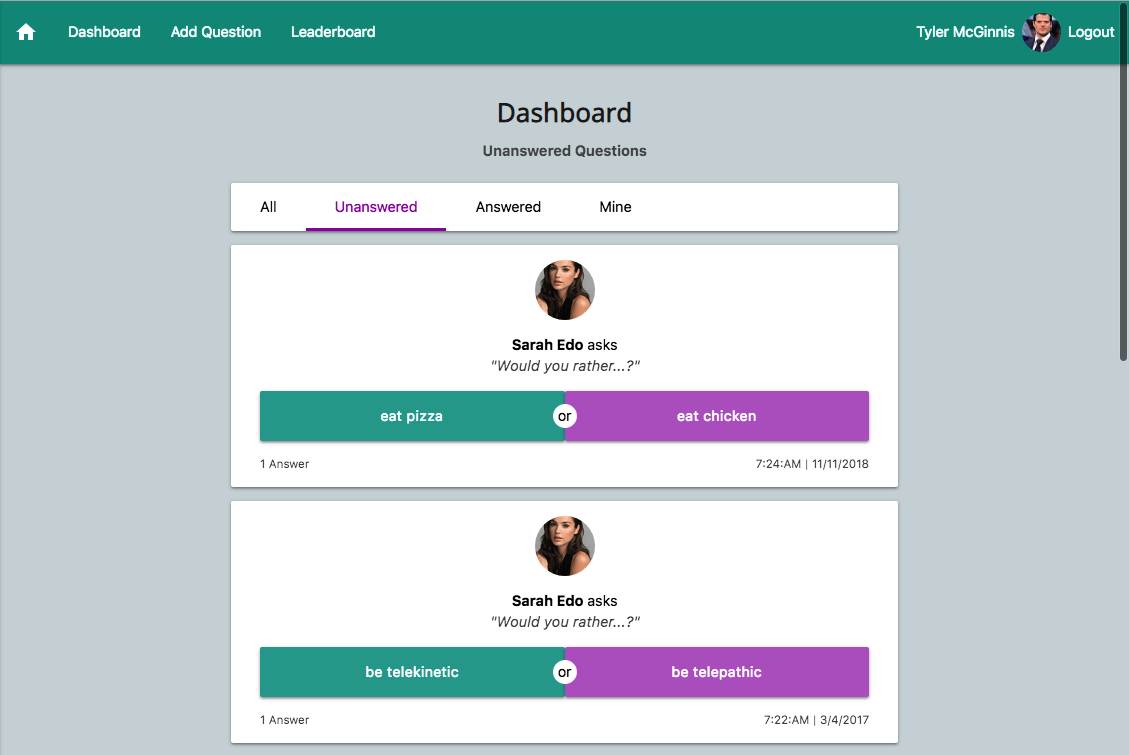 Dashboard Add Question Leaderboard Tyler McGinnis Logout
Dashboard
Unanswered Questions
All Unanswered Answered Mine
Sarah Edo asks
"Would you rather...?"
eat pizza or eat chicken
1 Answer 7:24:AM | 11/11/2018
Sarah Edo asks
"Would you rather...?"
be telekinetic or be telepathic
1 Answer 7:22:AM | 3/4/2017